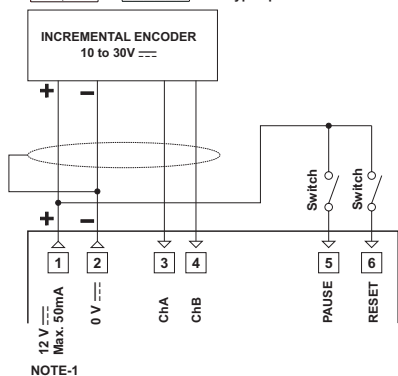 INCREMENTAL ENCODER
10 to 30V
+ −
Switch
Switch
+ −
1 2 3 4 5 6
12 V
Max. 50mA
0 V
ChA
ChB
PAUSE
RESET
NOTE-1